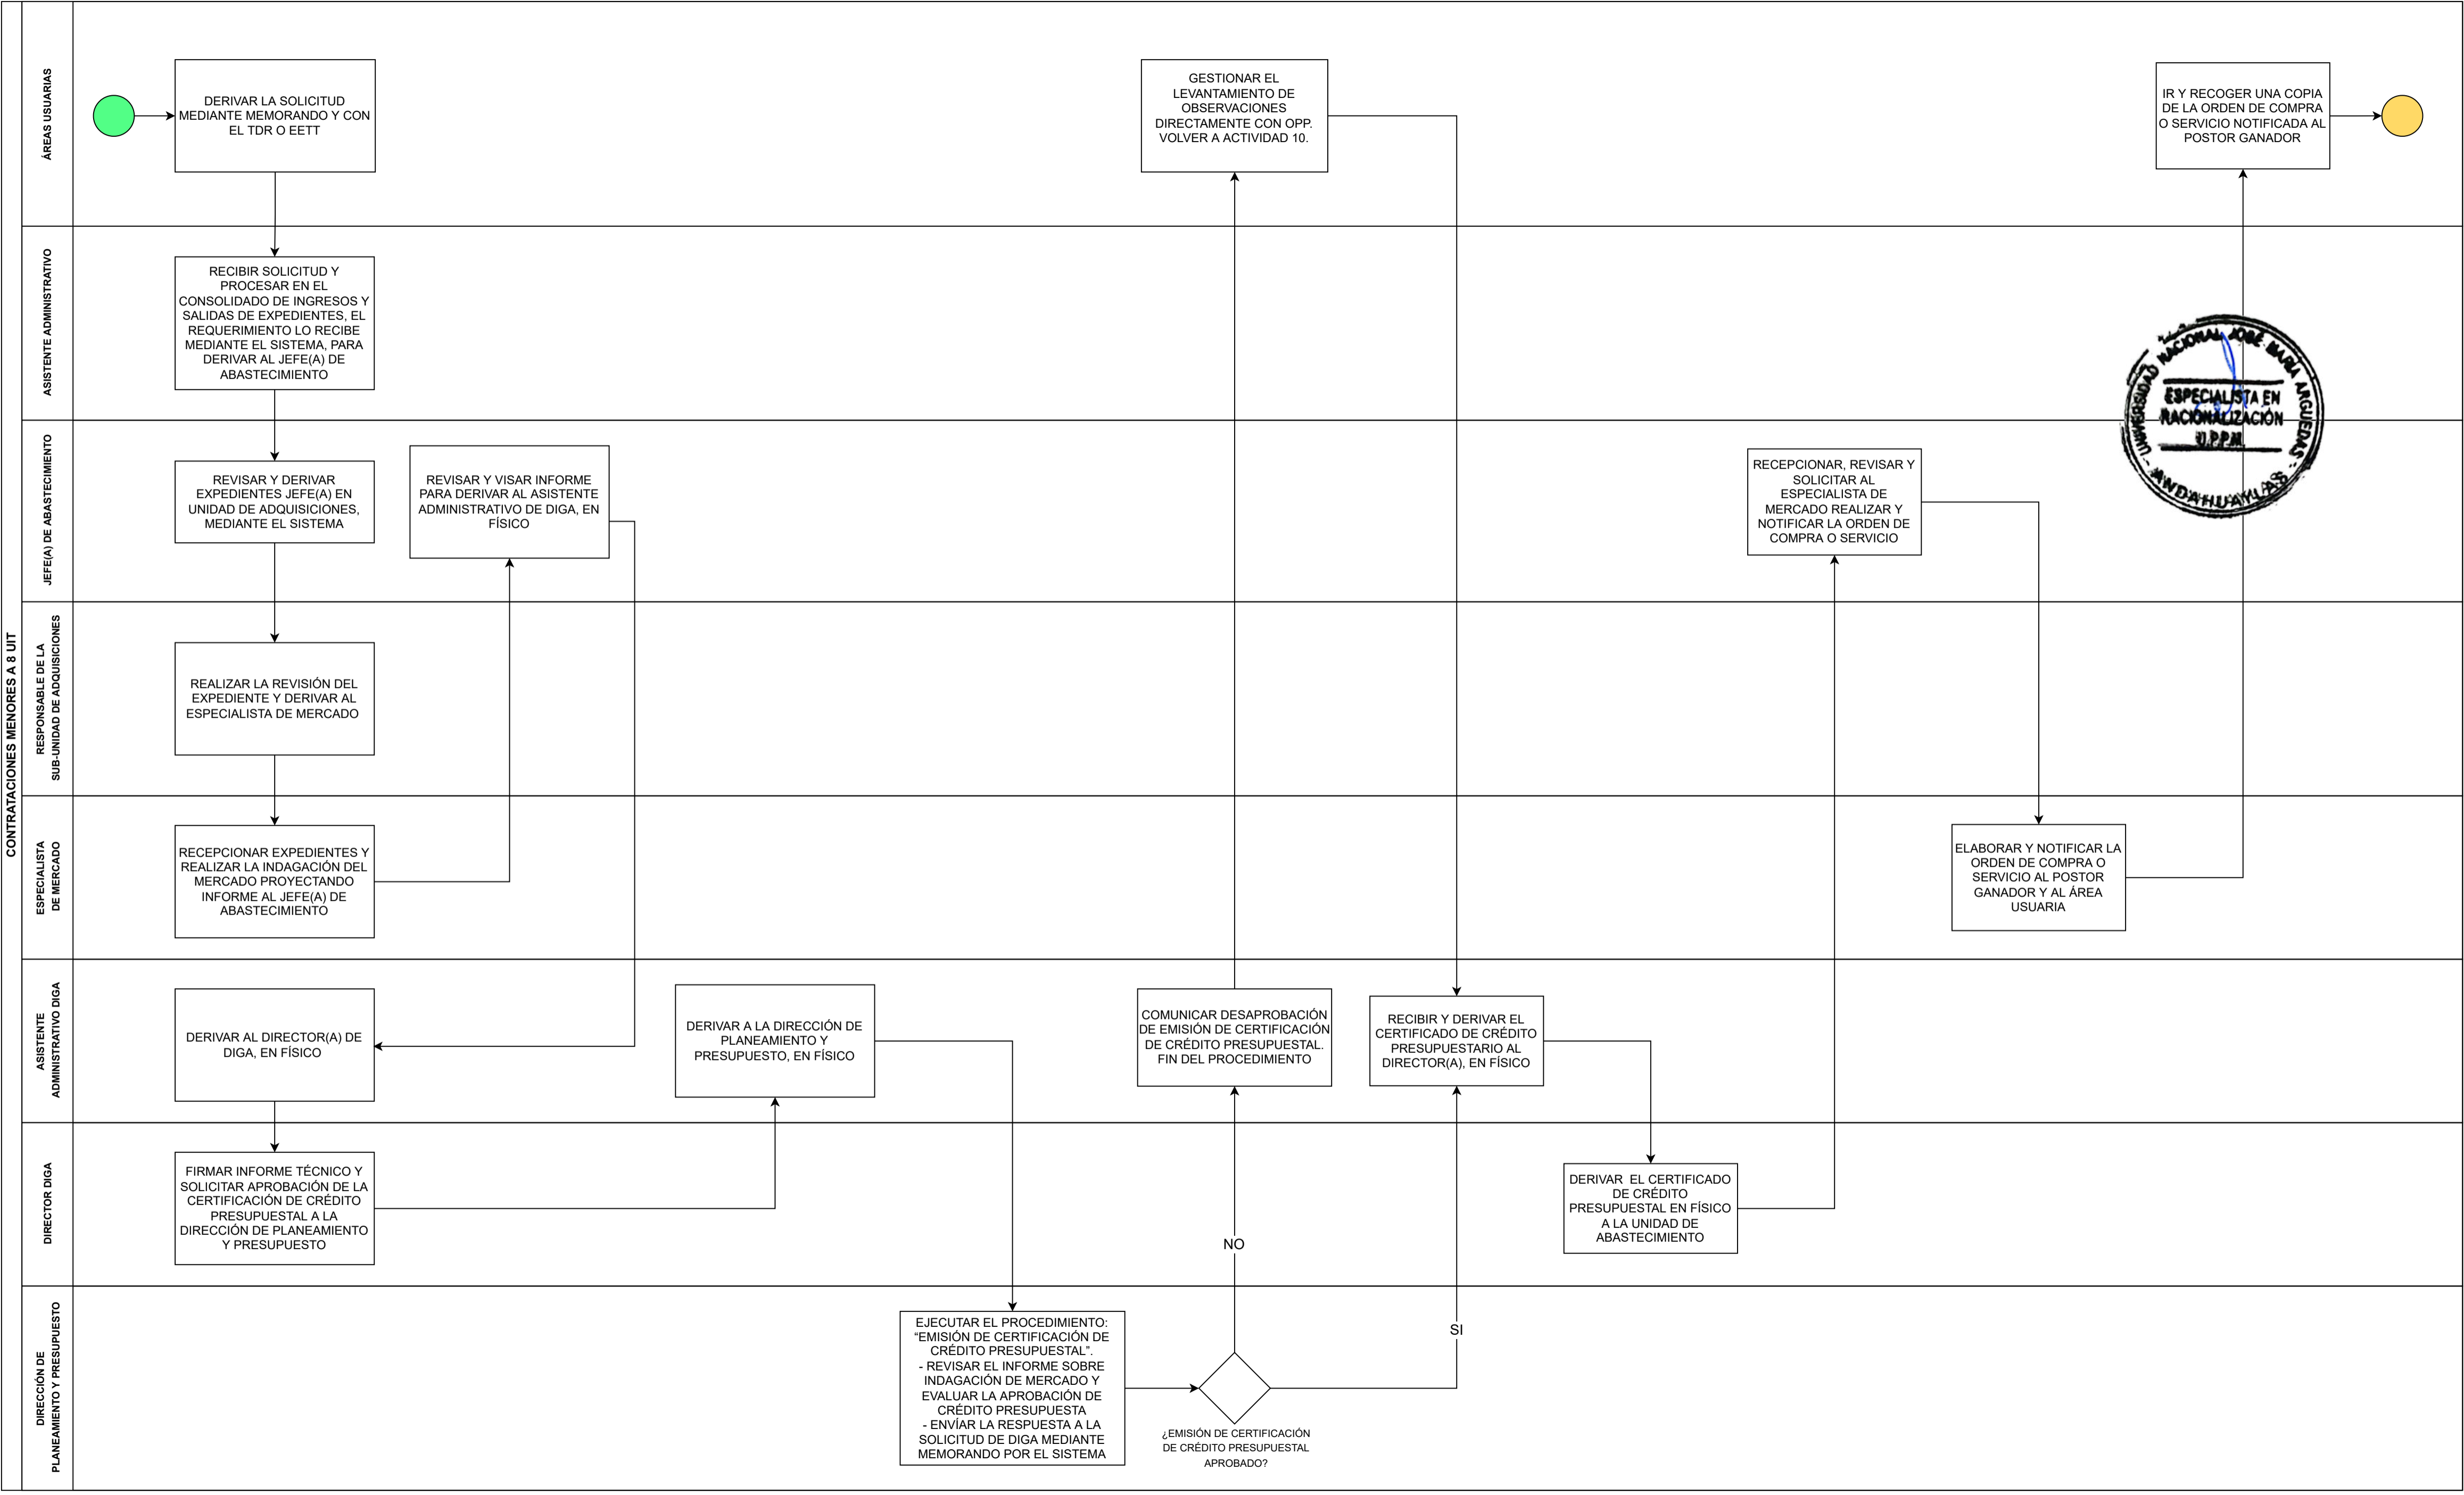 CONTRATACIONES MENORES A 8 UIT
ÁREAS USUARIAS
DERIVAR LA SOLICITUD
MEDIANTE MEMORANDO Y CON
EL TDR O EETT
GESTIONAR EL
LEVANTAMIENTO DE
OBSERVACIONES
DIRECTAMENTE CON OPP.
VOLVER A ACTIVIDAD 10.
IR Y RECOGER UNA COPIA
DE LA ORDEN DE COMPRA
O SERVICIO NOTIFICADA AL
POSTOR GANADOR
ASISTENTE ADMINISTRATIVO
RECIBIR SOLICITUD Y
PROCESAR EN EL
CONSOLIDADO DE INGRESOS Y
SALIDAS DE EXPEDIENTES, EL
REQUERIMIENTO LO RECIBE
MEDIANTE EL SISTEMA, PARA
DERIVAR AL JEFE(A) DE
ABASTECIMIENTO
UNIVERSIDAD NACIONAL JOSÉ MARÍA ARGUEDAS
ESPECIALISTA EN
RACIONALIZACIÓN
U.P.P.M.
- ANDAHUAYLAS -
JEFE(A) DE ABASTECIMIENTO
REVISAR Y DERIVAR
EXPEDIENTES JEFE(A) EN
UNIDAD DE ADQUISICIONES,
MEDIANTE EL SISTEMA
REVISAR Y VISAR INFORME
PARA DERIVAR AL ASISTENTE
ADMINISTRATIVO DE DIGA, EN
FÍSICO
RECEPCIONAR, REVISAR Y
SOLICITAR AL
ESPECIALISTA DE
MERCADO REALIZAR Y
NOTIFICAR LA ORDEN DE
COMPRA O SERVICIO
RESPONSABLE DE LA
SUB-UNIDAD DE ADQUISICIONES
REALIZAR LA REVISIÓN DEL
EXPEDIENTE Y DERIVAR AL
ESPECIALISTA DE MERCADO
ESPECIALISTA
DE MERCADO
RECEPCIONAR EXPEDIENTES Y
REALIZAR LA INDAGACIÓN DEL
MERCADO PROYECTANDO
INFORME AL JEFE(A) DE
ABASTECIMIENTO
ELABORAR Y NOTIFICAR LA
ORDEN DE COMPRA O
SERVICIO AL POSTOR
GANADOR Y AL ÁREA
USUARIA
ASISTENTE
ADMINISTRATIVO DIGA
DERIVAR AL DIRECTOR(A) DE
DIGA, EN FÍSICO
DERIVAR A LA DIRECCIÓN DE
PLANEAMIENTO Y
PRESUPUESTO, EN FÍSICO
COMUNICAR DESAPROBACIÓN
DE EMISIÓN DE CERTIFICACIÓN
DE CRÉDITO PRESUPUESTAL.
FIN DEL PROCEDIMIENTO
RECIBIR Y DERIVAR EL
CERTIFICADO DE CRÉDITO
PRESUPUESTARIO AL
DIRECTOR(A), EN FÍSICO
DIRECTOR DIGA
FIRMAR INFORME TÉCNICO Y
SOLICITAR APROBACIÓN DE LA
CERTIFICACIÓN DE CRÉDITO
PRESUPUESTAL A LA
DIRECCIÓN DE PLANEAMIENTO
Y PRESUPUESTO
NO
DERIVAR EL CERTIFICADO
DE CRÉDITO
PRESUPUESTAL EN FÍSICO
A LA UNIDAD DE
ABASTECIMIENTO
DIRECCIÓN DE
PLANEAMIENTO Y PRESUPUESTO
EJECUTAR EL PROCEDIMIENTO:
“EMISIÓN DE CERTIFICACIÓN DE
CRÉDITO PRESUPUESTAL”.
- REVISAR EL INFORME SOBRE
INDAGACIÓN DE MERCADO Y
EVALUAR LA APROBACIÓN DE
CRÉDITO PRESUPUESTA
- ENVÍAR LA RESPUESTA A LA
SOLICITUD DE DIGA MEDIANTE
MEMORANDO POR EL SISTEMA
SI
¿EMISIÓN DE CERTIFICACIÓN
DE CRÉDITO PRESUPUESTAL
APROBADO?